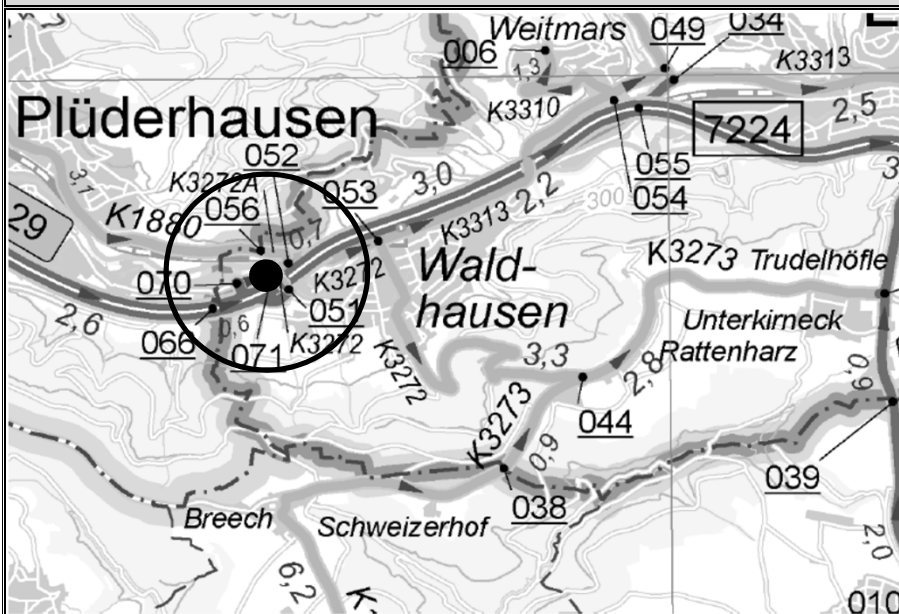 Weitmars
049
034
006
1,3
K3313
K3310
2,5
7224
Plüderhausen
052
3,1
K3272A
053
3,0
055
054
K1880
056
0,7
K3313 2,2
300
29
K3272
Wald-
hausen
K3273
Trudelhöfle
070
051
2,6
066
0,6
071
K3272
K3272
Unterkirneck
Rattenharz
3,3
2,8
0,9
044
K3273
0,9
039
038
Breech
Schweizerhof
2,0
6,2
010